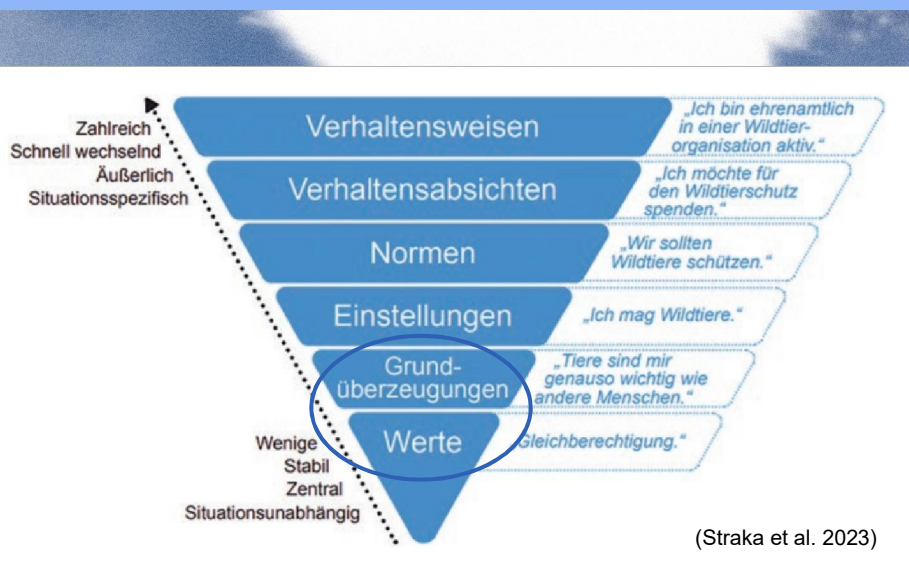 Zahlreich
Schnell wechselnd
Äußerlich
Situationsspezifisch
Verhaltensweisen
„Ich bin ehrenamtlich
in einer Wildtier-
organisation aktiv.“
Verhaltensabsichten
„Ich möchte für
den Wildtierschutz
spenden.“
Normen
„Wir sollten
Wildtiere schützen.“
Einstellungen
„Ich mag Wildtiere.“
Grund-
überzeugungen
„Tiere sind mir
genauso wichtig wie
andere Menschen.“
Werte
Gleichberechtigung.“
Wenige
Stabil
Zentral
Situationsunabhängig
(Straka et al. 2023)